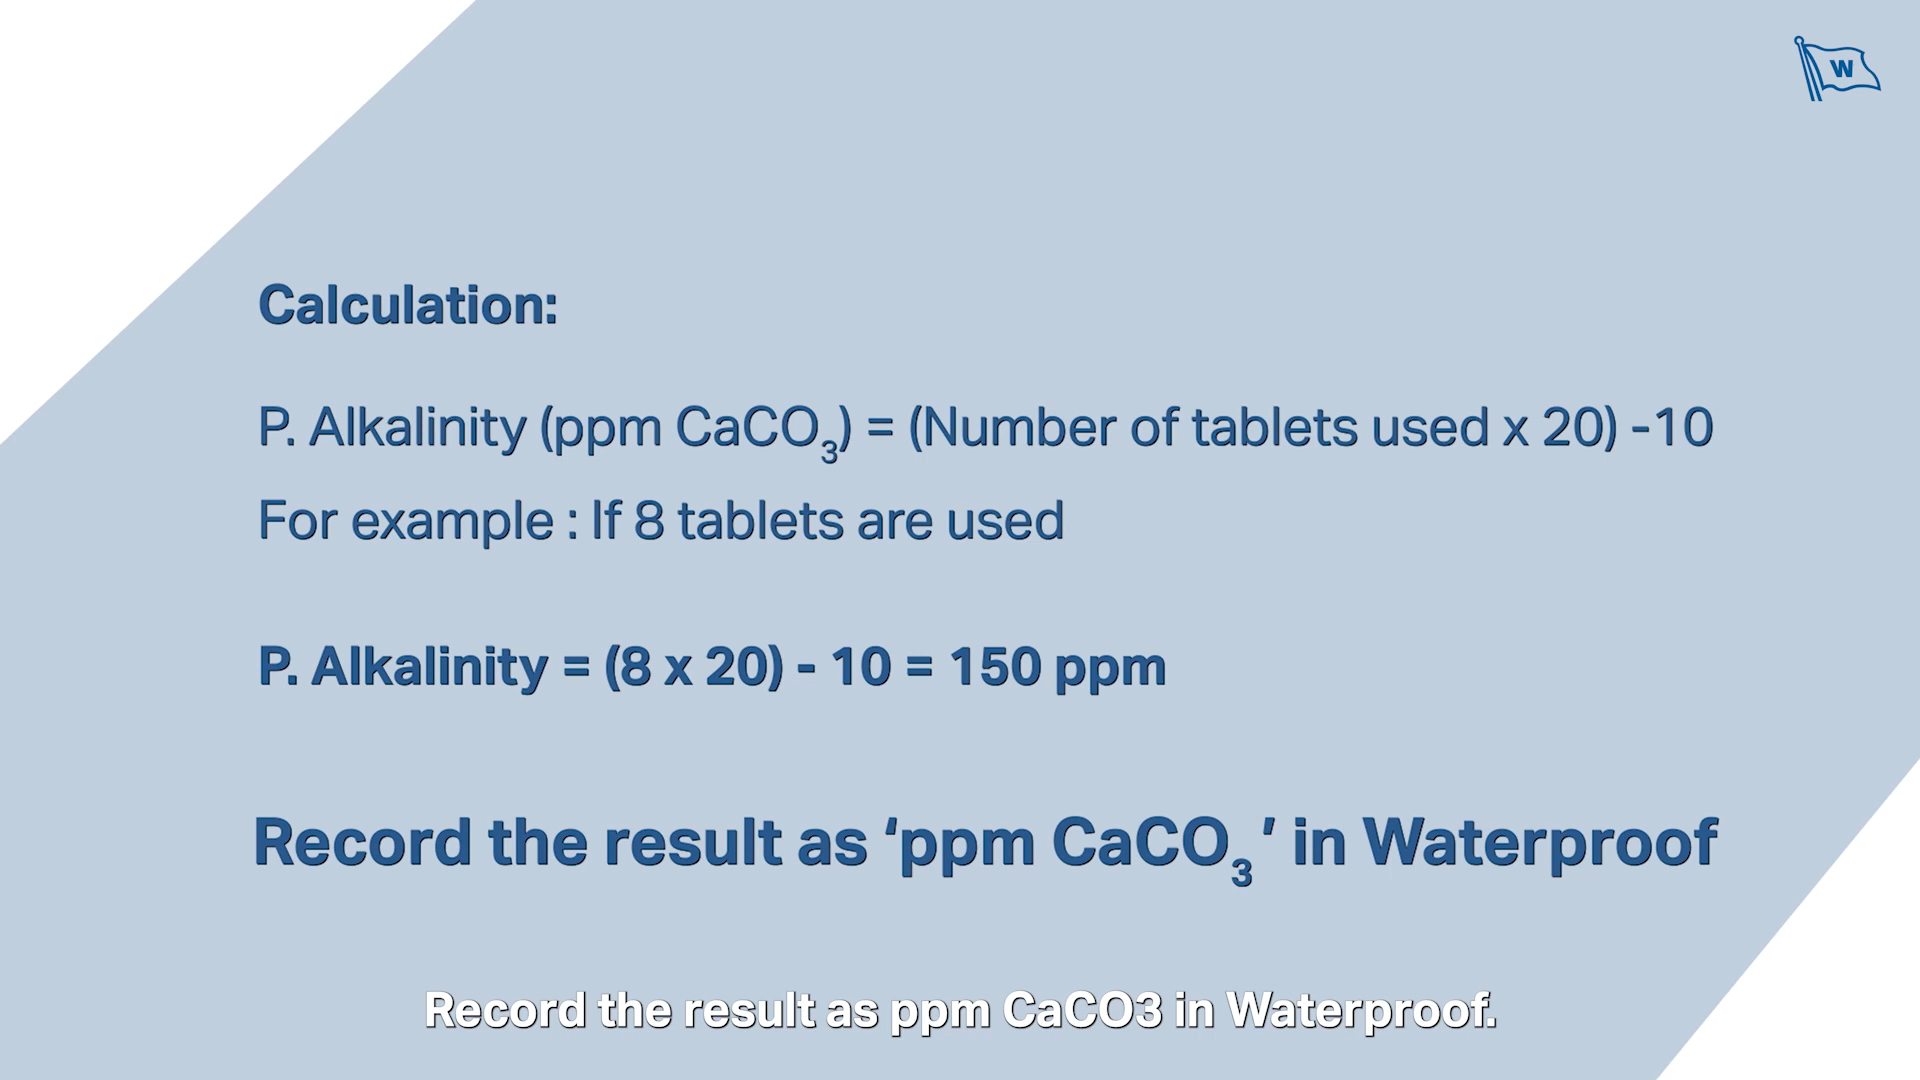 W
Calculation:
P. Alkalinity (ppm CaCO₃) = (Number of tablets used x 20) -10
For example : If 8 tablets are used
P. Alkalinity = (8 x 20) - 10 = 150 ppm
Record the result as ‘ppm CaCO₃ ’ in Waterproof
Record the result as ppm CaCO3 in Waterproof.